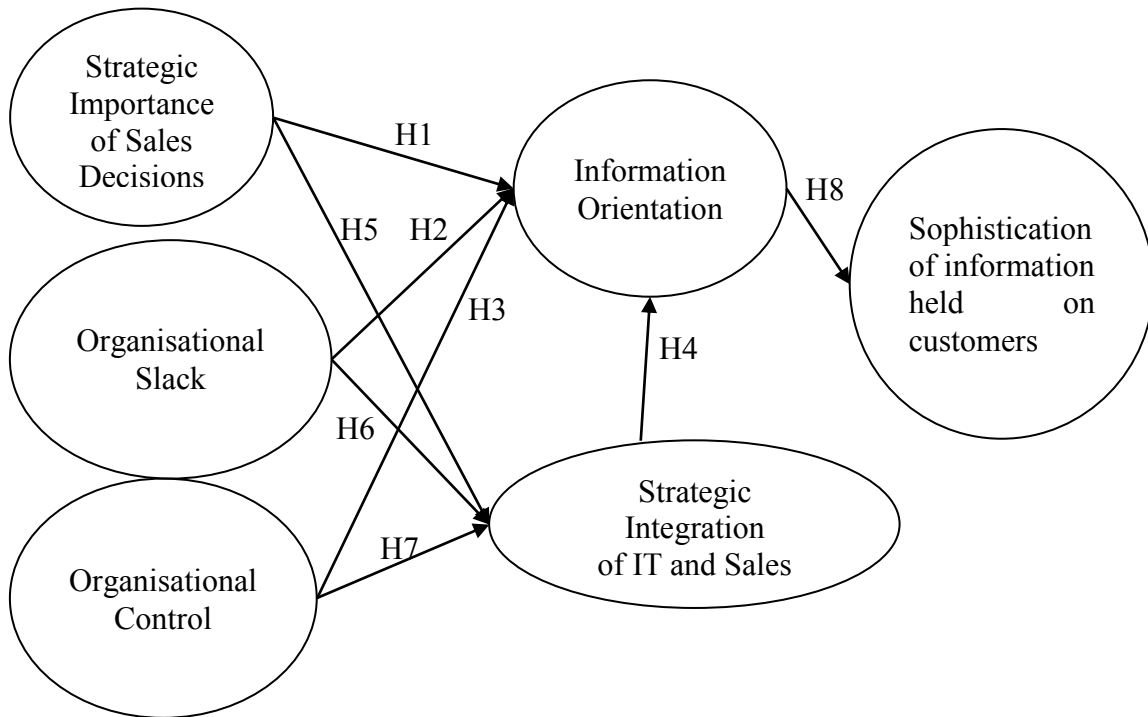 Strategic
Importance
of Sales
Decisions
H1
Information
Orientation
H8
Sophistication
of information
held on
customers
H5
H2
H3
Organisational
Slack
H4
H6
Strategic
Integration
of IT and Sales
H7
Organisational
Control